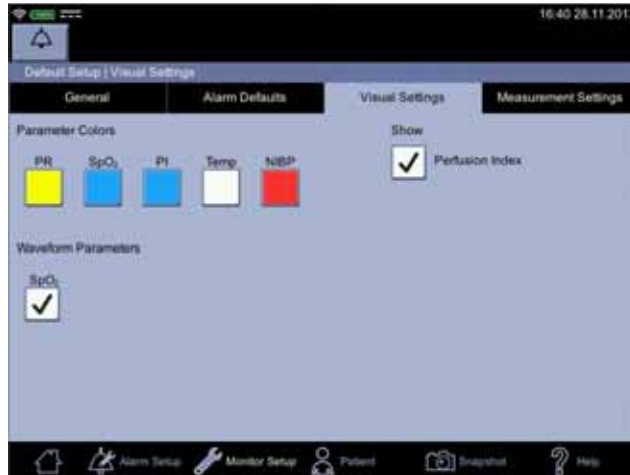 16:40 28.11.201
Default Setup | Visual Settings
General Alarm Defaults Visual Settings Measurement Settings
Parameter Colors Show
PR SpO₂ PI Temp NIBP Perfusion Index
Waveform Parameters
SpO₂
Alarm Setup Monitor Setup Patient Snapshot Help